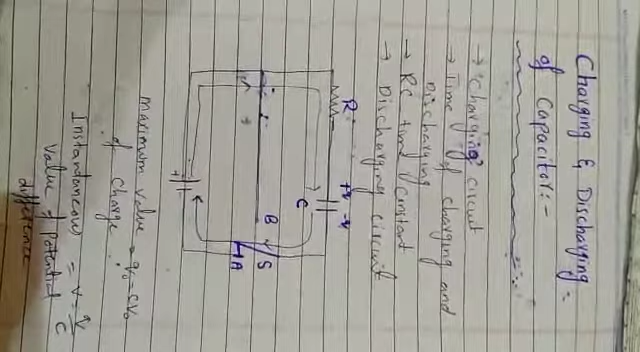 Charging & Discharging
of Capacitor:-
→ "Charging" circuit
→ Time of charging and
Discharging
→ RC time constant
→ Discharging circuit
R
+q -q
C
B
S
A
+ -
maximum value = q₀ = CV₀
of charge
Instantaneous = V = q/C
value of potential
difference